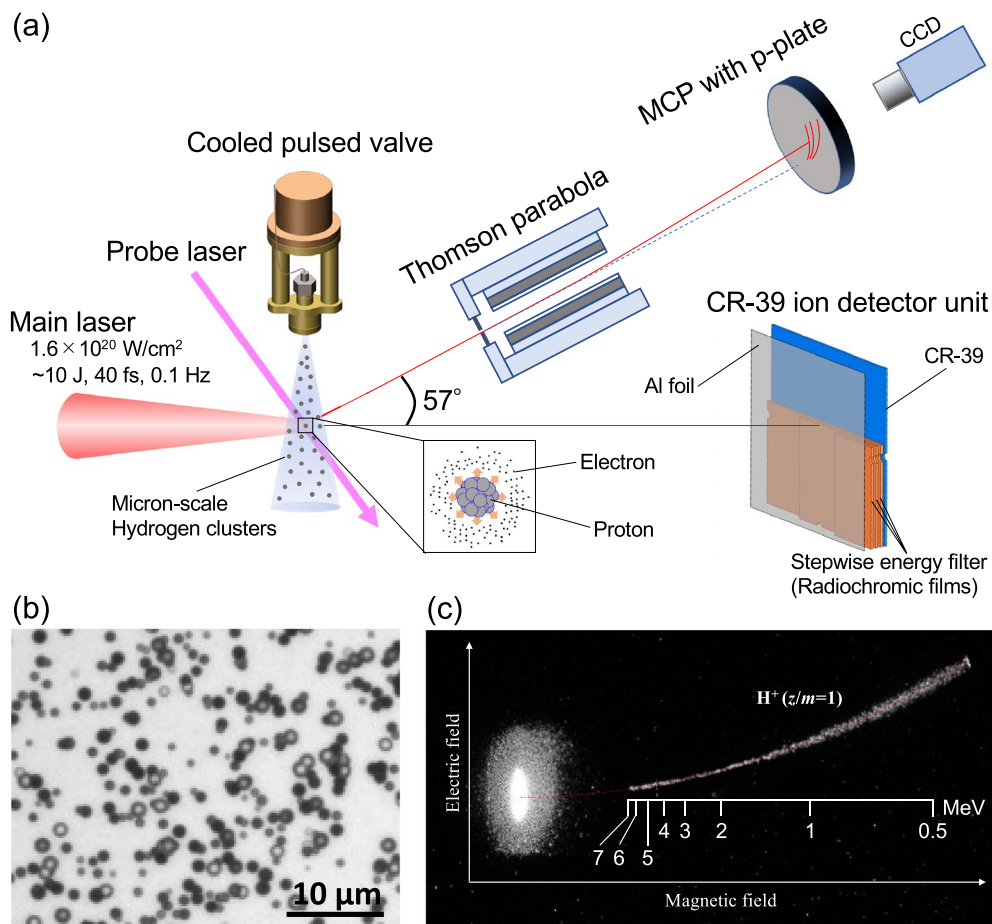 (a)
Cooled pulsed valve
Probe laser
Main laser
1.6×10²⁰ W/cm²
~10 J, 40 fs, 0.1 Hz
Micron-scale
Hydrogen clusters
57°
Electron
Proton
Thomson parabola
MCP with p-plate
CCD
CR-39 ion detector unit
Al foil
CR-39
Stepwise energy filter
(Radiochromic films)
(b)
10 μm
(c)
Electric field
H⁺ (z/m=1)
MeV
7 6 5 4 3 2 1 0.5
Magnetic field